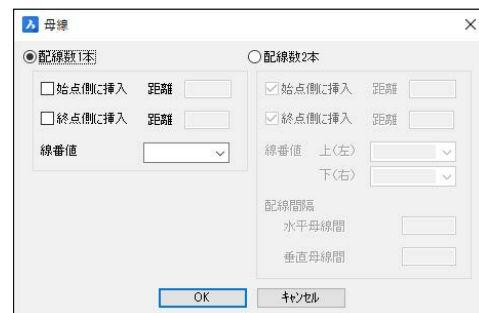 母線
配線数1本
始点側に挿入 距離
終点側に挿入 距離
線番値
配線数2本
始点側に挿入 距離
終点側に挿入 距離
線番値 上(左)
下(右)
配線間隔
水平母線間
垂直母線間
OK キャンセル